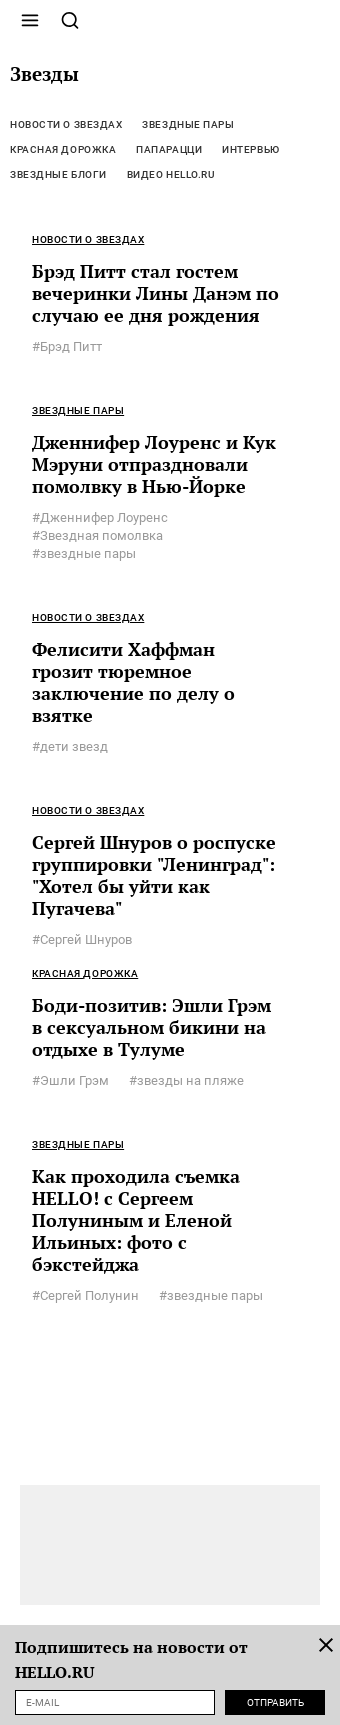 Звезды
НОВОСТИ О ЗВЕЗДАХ ЗВЕЗДНЫЕ ПАРЫ
КРАСНАЯ ДОРОЖКА ПАПАРАЦЦИ ИНТЕРВЬЮ
ЗВЕЗДНЫЕ БЛОГИ ВИДЕО HELLO.RU
НОВОСТИ О ЗВЕЗДАХ
Брэд Питт стал гостем
вечеринки Лины Данэм по
случаю ее дня рождения
#Брэд Питт
ЗВЕЗДНЫЕ ПАРЫ
Дженнифер Лоуренс и Кук
Мэруни отпраздновали
помолвку в Нью-Йорке
#Дженнифер Лоуренс
#Звездная помолвка
#звездные пары
НОВОСТИ О ЗВЕЗДАХ
Фелисити Хаффман
грозит тюремное
заключение по делу о
взятке
#дети звезд
НОВОСТИ О ЗВЕЗДАХ
Сергей Шнуров о роспуске
группировки "Ленинград":
"Хотел бы уйти как
Пугачева"
#Сергей Шнуров
КРАСНАЯ ДОРОЖКА
Боди-позитив: Эшли Грэм
в сексуальном бикини на
отдыхе в Тулуме
#Эшли Грэм #звезды на пляже
ЗВЕЗДНЫЕ ПАРЫ
Как проходила съемка
HELLO! с Сергеем
Полуниным и Еленой
Ильиных: фото с
бэкстейджа
#Сергей Полунин #звездные пары
Подпишитесь на новости от
HELLO.RU
E-MAIL ОТПРАВИТЬ